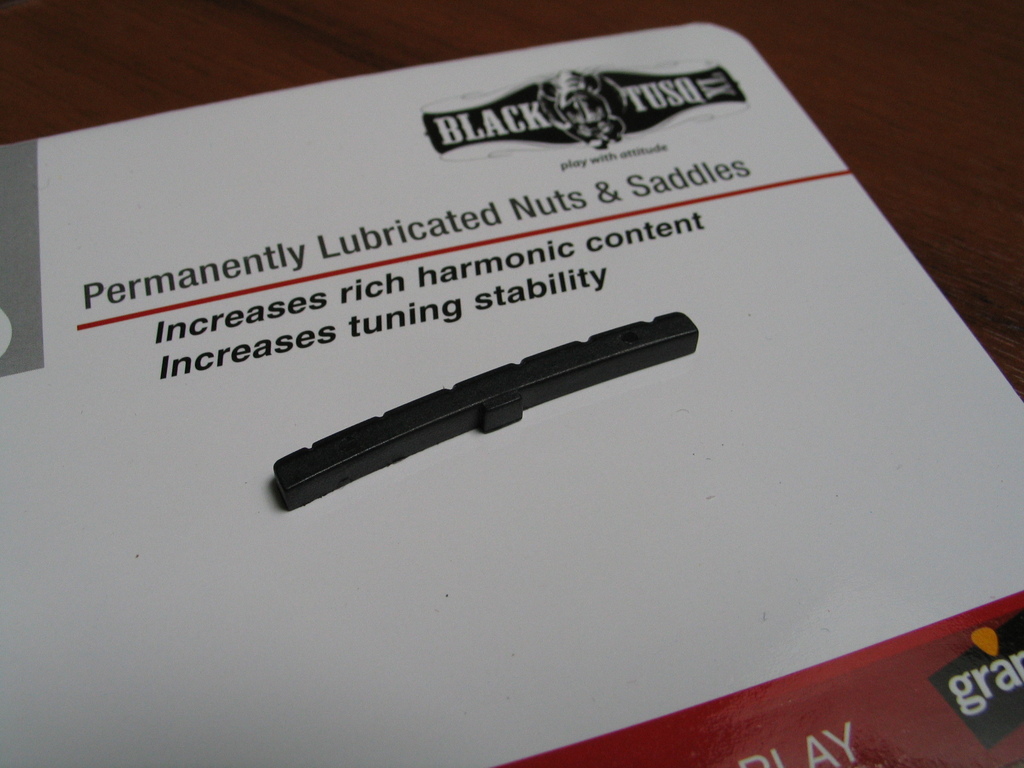 BLACK TUSQ XL
play with attitude
Permanently Lubricated Nuts & Saddles
Increases rich harmonic content
Increases tuning stability
gra
PLAY